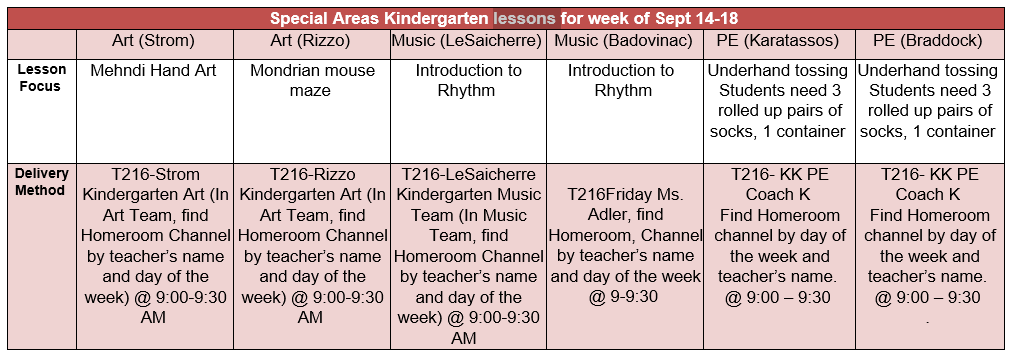 Special Areas Kindergarten lessons for week of Sept 14-18
Art (Strom)
Art (Rizzo)
Music (LeSaicherre)
Music (Badovinac)
PE (Karatassos)
PE (Braddock)
Lesson
Focus
Mehndi Hand Art
Mondrian mouse
maze
Introduction to
Rhythm
Introduction to
Rhythm
Underhand tossing
Students need 3
rolled up pairs of
socks, 1 container
Underhand tossing
Students need 3
rolled up pairs of
socks, 1 container
Delivery
Method
T216-Strom
Kindergarten Art (In
Art Team, find
Homeroom Channel
by teacher’s name
and day of the
week) @ 9:00-9:30
AM
T216-Rizzo
Kindergarten Art (In
Art Team, find
Homeroom Channel
by teacher’s name
and day of the
week) @ 9:00-9:30
AM
T216-LeSaicherre
Kindergarten Music
Team (In Music
Team, find
Homeroom Channel
by teacher’s name
and day of the
week) @ 9:00-9:30
AM
T216Friday Ms.
Adler, find
Homeroom, Channel
by teacher’s name
and day of the week
@ 9-9:30
T216- KK PE
Coach K
Find Homeroom
channel by day of
the week and
teacher’s name.
@ 9:00 – 9:30
T216- KK PE
Coach K
Find Homeroom
channel by day of
the week and
teacher’s name.
@ 9:00 – 9:30
.